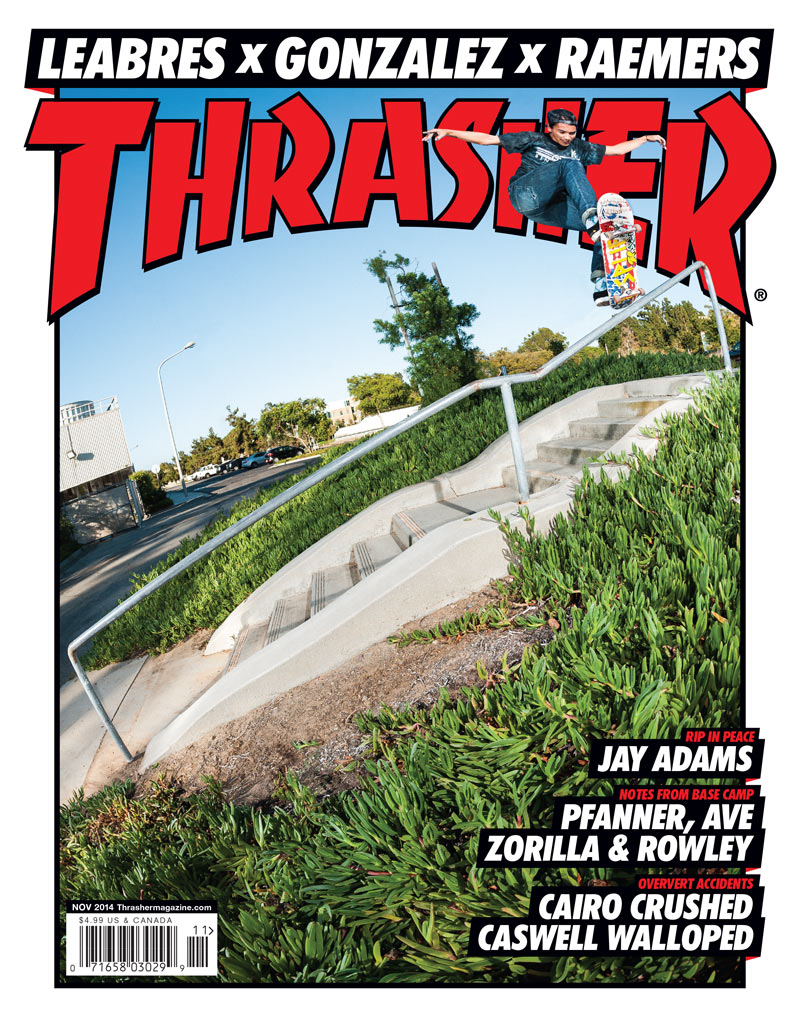 LEABRES x GONZALEZ x RAEMERS
THRASHER
®
RIP IN PEACE
JAY ADAMS
NOTES FROM BASE CAMP
PFANNER, AVE
ZORILLA & ROWLEY
OVERVERT ACCIDENTS
CAIRO CRUSHED
CASWELL WALLOPED
NOV 2014 Thrashermagazine.com
$4.99 US & CANADA
11>
0 71658 03029 9